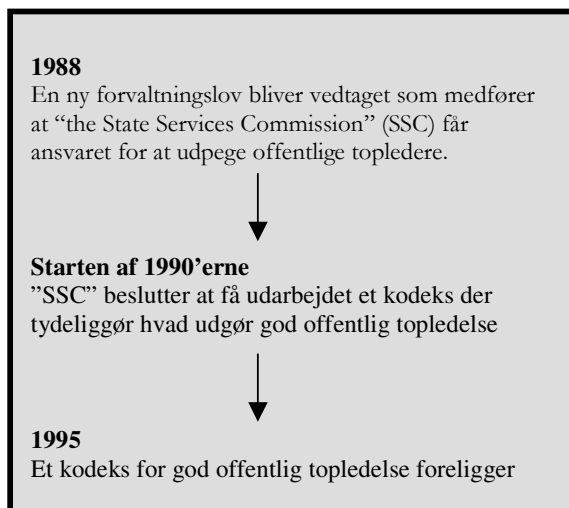 1988
En ny forvaltningslov bliver vedtaget som medfører
at “the State Services Commission” (SSC) får
ansvaret for at udpege offentlige topledere.
Starten af 1990’erne
”SSC” beslutter at få udarbejdet et kodeks der
tydeliggør hvad udgør god offentlig topledelse
1995
Et kodeks for god offentlig topledelse foreligger